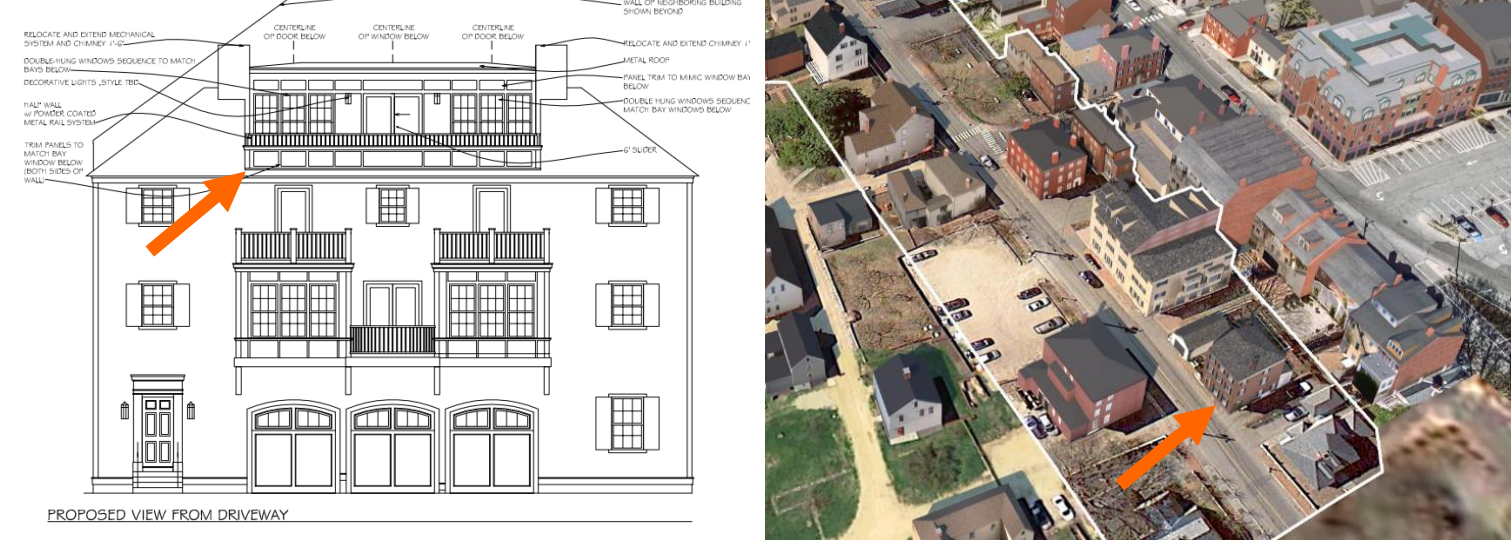 WALL OF NEIGHBORING BUILDING
SHOWN BEYOND
RELOCATE AND EXTEND MECHANICAL
SYSTEM AND CHIMNEY 1'-6"
DOUBLE-HUNG WINDOWS SEQUENCE TO MATCH
BAYS BELOW
DECORATIVE LIGHTS ,STYLE TBD
HALF WALL
w/ POWDER COATED
METAL RAIL SYSTEM
TRIM PANELS TO
MATCH BAY
WINDOW BELOW
(BOTH SIDES OF
WALL)
CENTERLINE
OF DOOR BELOW
CENTERLINE
OF WINDOW BELOW
CENTERLINE
OF DOOR BELOW
RELOCATE AND EXTEND CHIMNEY 1'
METAL ROOF
PANEL TRIM TO MIMIC WINDOW BAY
BELOW
DOUBLE HUNG WINDOWS SEQUENC
MATCH BAY WINDOWS BELOW
6' SLIDER
PROPOSED VIEW FROM DRIVEWAY